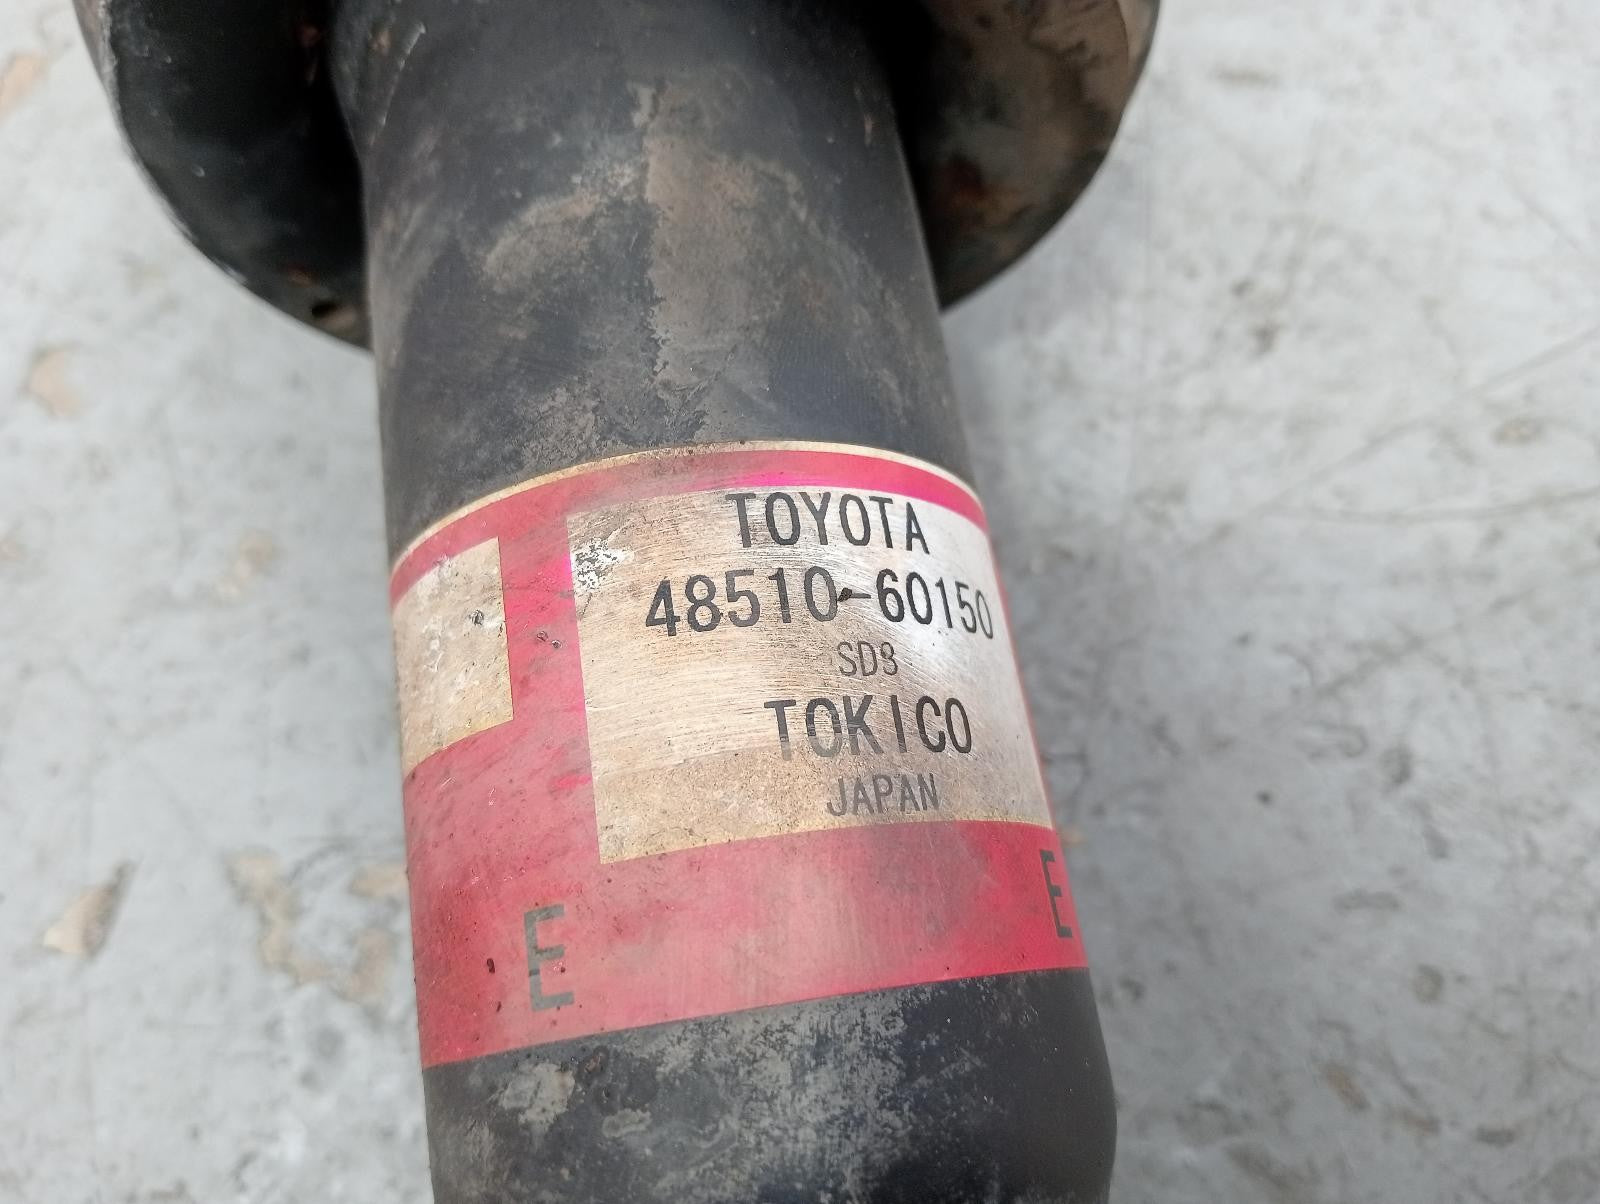 TOYOTA
48510-60150
SD3
TOKICO
JAPAN
E E